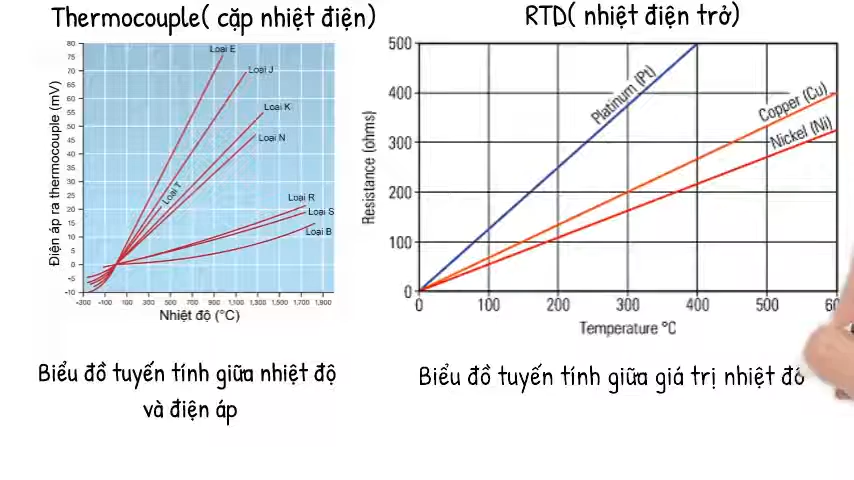 Thermocouple( cặp nhiệt điện)
RTD( nhiệt điện trở)
Điện áp ra thermocouple (mV)
80
75
70
65
60
55
50
45
40
35
30
25
20
15
10
5
0
-5
-10
Loại E
Loại J
Loại K
Loại N
Loại T
Loại R
Loại S
Loại B
-300 -100 100 300 500 700 900 1,100 1,300 1,500 1,700 1,900
Nhiệt độ (°C)
Resistance (ohms)
500
400
300
200
100
0
Platinum (Pt)
Copper (Cu)
Nickel (Ni)
0 100 200 300 400 500
Temperature °C
Biểu đồ tuyến tính giữa nhiệt độ
và điện áp
Biểu đồ tuyến tính giữa giá trị nhiệt